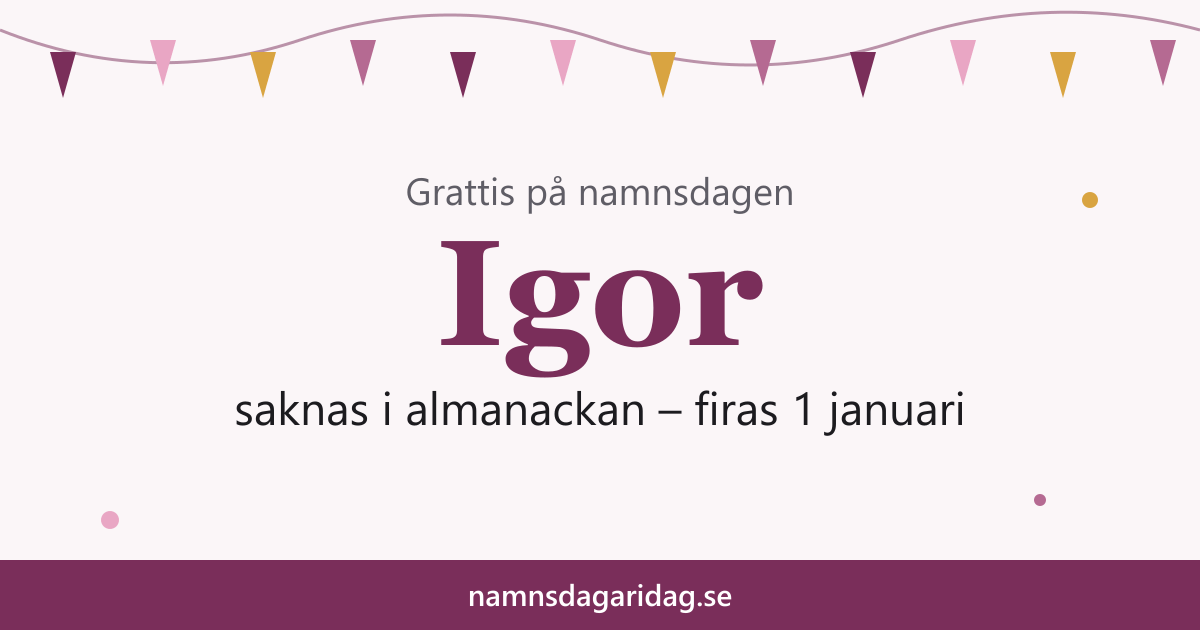 Grattis på namnsdagen
Igor
saknas i almanackan – firas 1 januari
namnsdagaridag.se